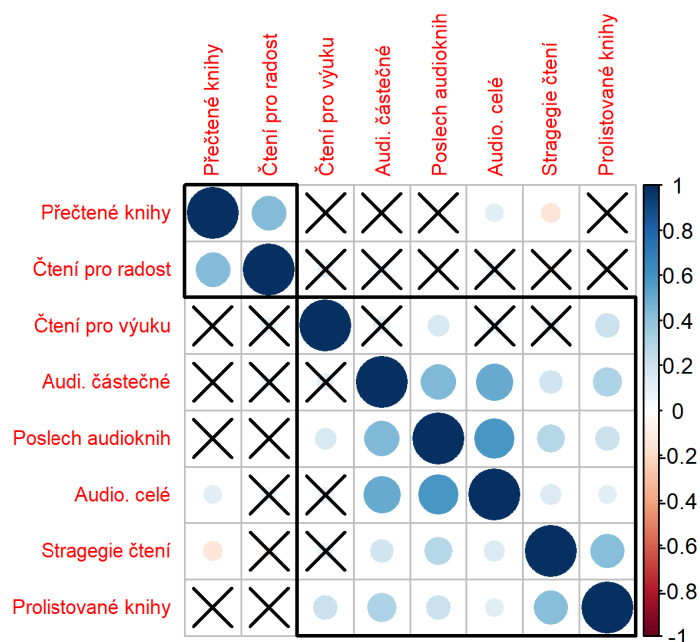 Přečtené knihy
Čtení pro radost
Čtení pro výuku
Audi. částečné
Poslech audioknih
Audio. celé
Stragegie čtení
Prolistované knihy
Přečtené knihy
Čtení pro radost
Čtení pro výuku
Audi. částečné
Poslech audioknih
Audio. celé
Stragegie čtení
Prolistované knihy
1
0.8
0.6
0.4
0.2
0
-0.2
-0.4
-0.6
-0.8
-1